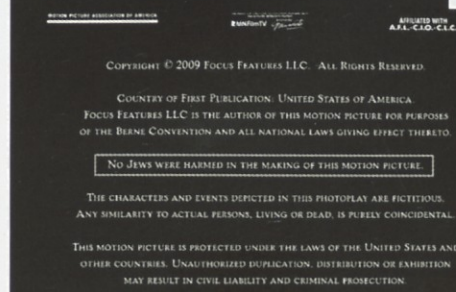 MOTION PICTURE ASSOCIATION OF AMERICA
AFFILIATED WITH
A.F.L.-C.I.O.-C.L.C.
COPYRIGHT © 2009 FOCUS FEATURES LLC. ALL RIGHTS RESERVED.
COUNTRY OF FIRST PUBLICATION: UNITED STATES OF AMERICA.
FOCUS FEATURES LLC IS THE AUTHOR OF THIS MOTION PICTURE FOR PURPOSES
OF THE BERNE CONVENTION AND ALL NATIONAL LAWS GIVING EFFECT THERETO.
NO JEWS WERE HARMED IN THE MAKING OF THIS MOTION PICTURE.
THE CHARACTERS AND EVENTS DEPICTED IN THIS PHOTOPLAY ARE FICTITIOUS.
ANY SIMILARITY TO ACTUAL PERSONS, LIVING OR DEAD, IS PURELY COINCIDENTAL.
THIS MOTION PICTURE IS PROTECTED UNDER THE LAWS OF THE UNITED STATES AND
OTHER COUNTRIES. UNAUTHORIZED DUPLICATION, DISTRIBUTION OR EXHIBITION
MAY RESULT IN CIVIL LIABILITY AND CRIMINAL PROSECUTION.